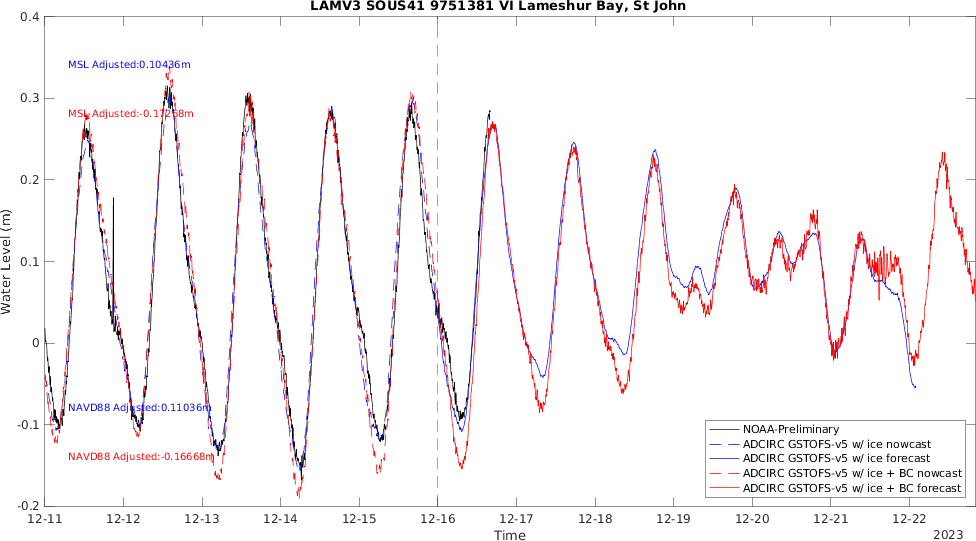 LAMV3 SOUS41 9751381 VI Lameshur Bay, St John
0.4
0.3
0.2
0.1
0
-0.1
-0.2
Water Level (m)
MSL Adjusted:0.10436m
MSL Adjusted:-0.17268m
NAVD88 Adjusted:0.11036m
NAVD88 Adjusted:-0.16668m
NOAA-Preliminary
ADCIRC GSTOFS-v5 w/ ice nowcast
ADCIRC GSTOFS-v5 w/ ice forecast
ADCIRC GSTOFS-v5 w/ ice + BC nowcast
ADCIRC GSTOFS-v5 w/ ice + BC forecast
12-11 12-12 12-13 12-14 12-15 12-16 12-17 12-18 12-19 12-20 12-21 12-22
Time
2023